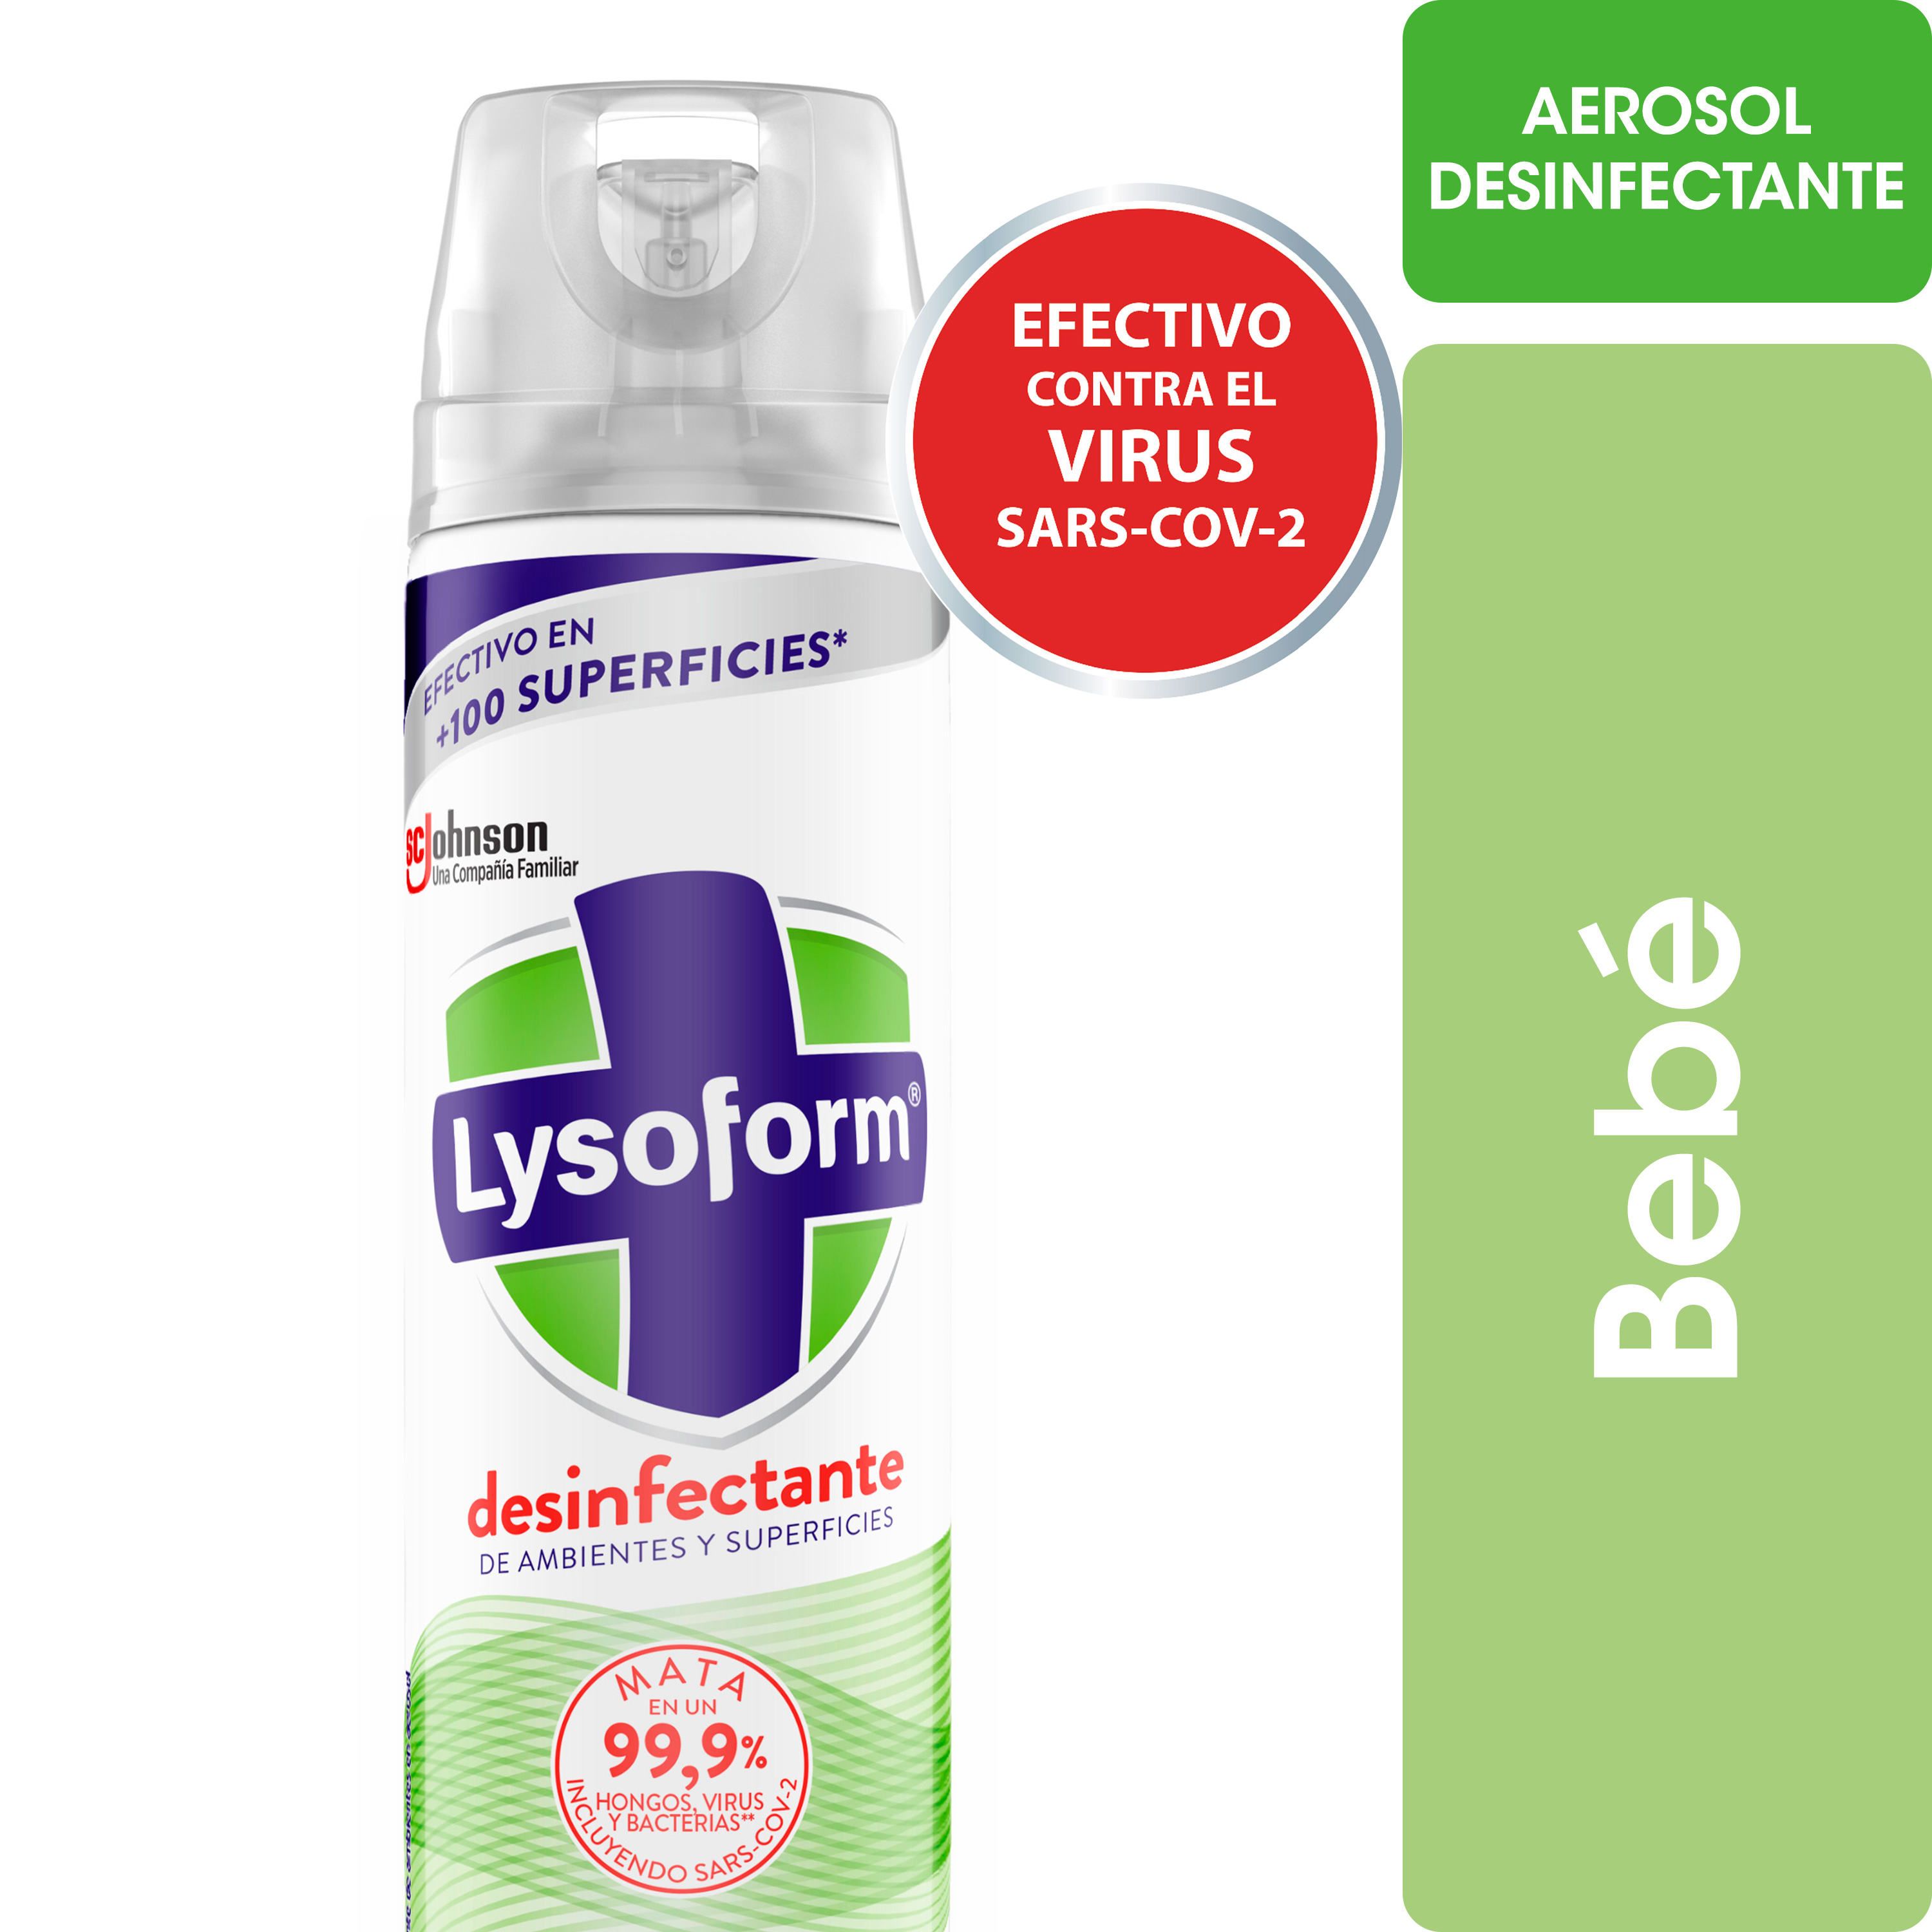 AEROSOL
DESINFECTANTE
EFECTIVO
CONTRA EL
VIRUS
SARS-COV-2
Bebé
EFECTIVO EN
+100 SUPERFICIES*
SCJohnson
Una Compañía Familiar
Lysoform®
desinfectante
DE AMBIENTES Y SUPERFICIES
MATA
EN UN
99,9%
HONGOS, VIRUS
Y BACTERIAS**
INCLUYENDO SARS-COV-2